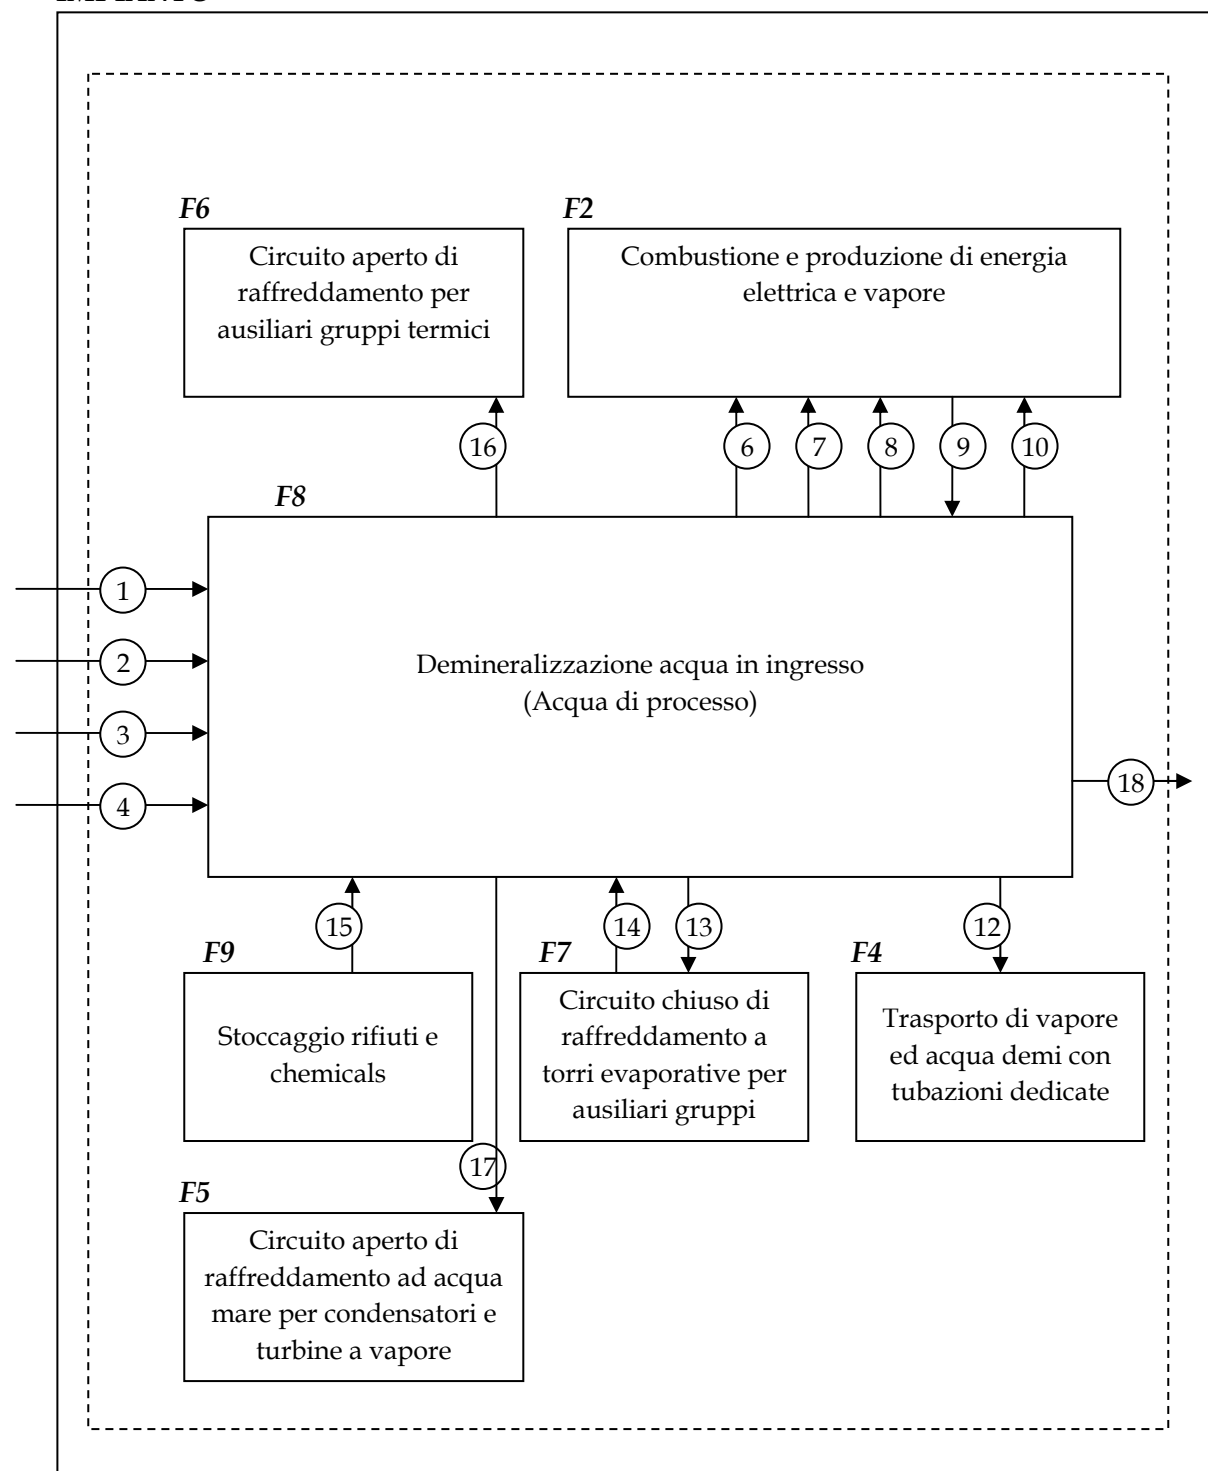 F6
Circuito aperto di
raffreddamento per
ausiliari gruppi termici
F2
Combustione e produzione di energia
elettrica e vapore
16
6
7
8
9
10
F8
1
2
3
4
Demineralizzazione acqua in ingresso
(Acqua di processo)
18
15
14
13
12
F9
Stoccaggio rifiuti e
chemicals
F7
Circuito chiuso di
raffreddamento a
torri evaporative per
ausiliari gruppi
F4
Trasporto di vapore
ed acqua demi con
tubazioni dedicate
17
F5
Circuito aperto di
raffreddamento ad acqua
mare per condensatori e
turbine a vapore